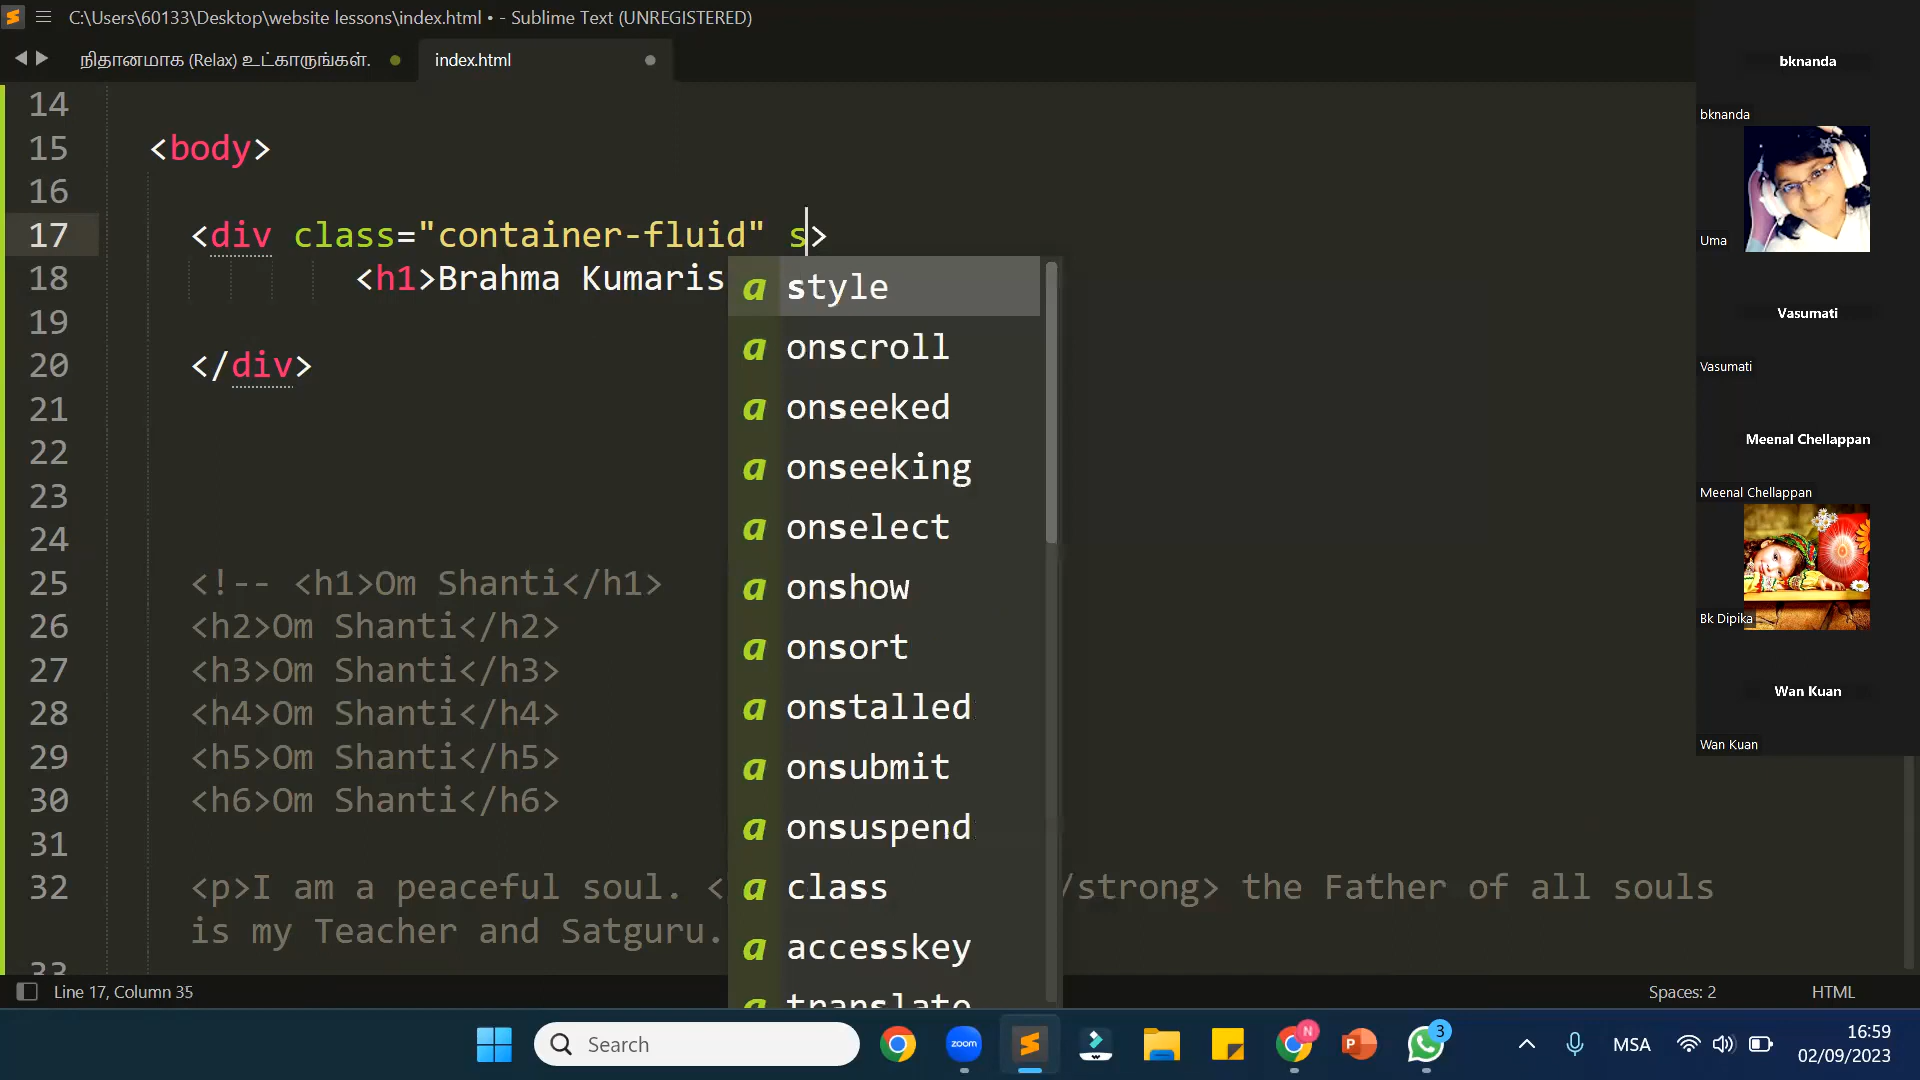 C:\Users\60133\Desktop\website lessons\index.html • - Sublime Text (UNREGISTERED)
நிதானமாக (Relax) உட்காருங்கள்.
index.html
14
15 <body>
16
17 <div class="container-fluid" s>
18 <h1>Brahma Kumaris
19
20 </div>
21
22
23
24
25 <!-- <h1>Om Shanti</h1>
26 <h2>Om Shanti</h2>
27 <h3>Om Shanti</h3>
28 <h4>Om Shanti</h4>
29 <h5>Om Shanti</h5>
30 <h6>Om Shanti</h6>
31
32 <p>I am a peaceful soul. < /strong> the Father of all souls
is my Teacher and Satguru.
33
a style
a onscroll
a onseeked
a onseeking
a onselect
a onshow
a onsort
a onstalled
a onsubmit
a onsuspend
a class
a accesskey
a translate
bknanda
bknanda
Uma
Vasumati
Vasumati
Meenal Chellappan
Meenal Chellappan
Bk Dipika
Wan Kuan
Wan Kuan
Line 17, Column 35
Spaces: 2
HTML
Search
zoom
N
P
3
MSA
16:59
02/09/2023